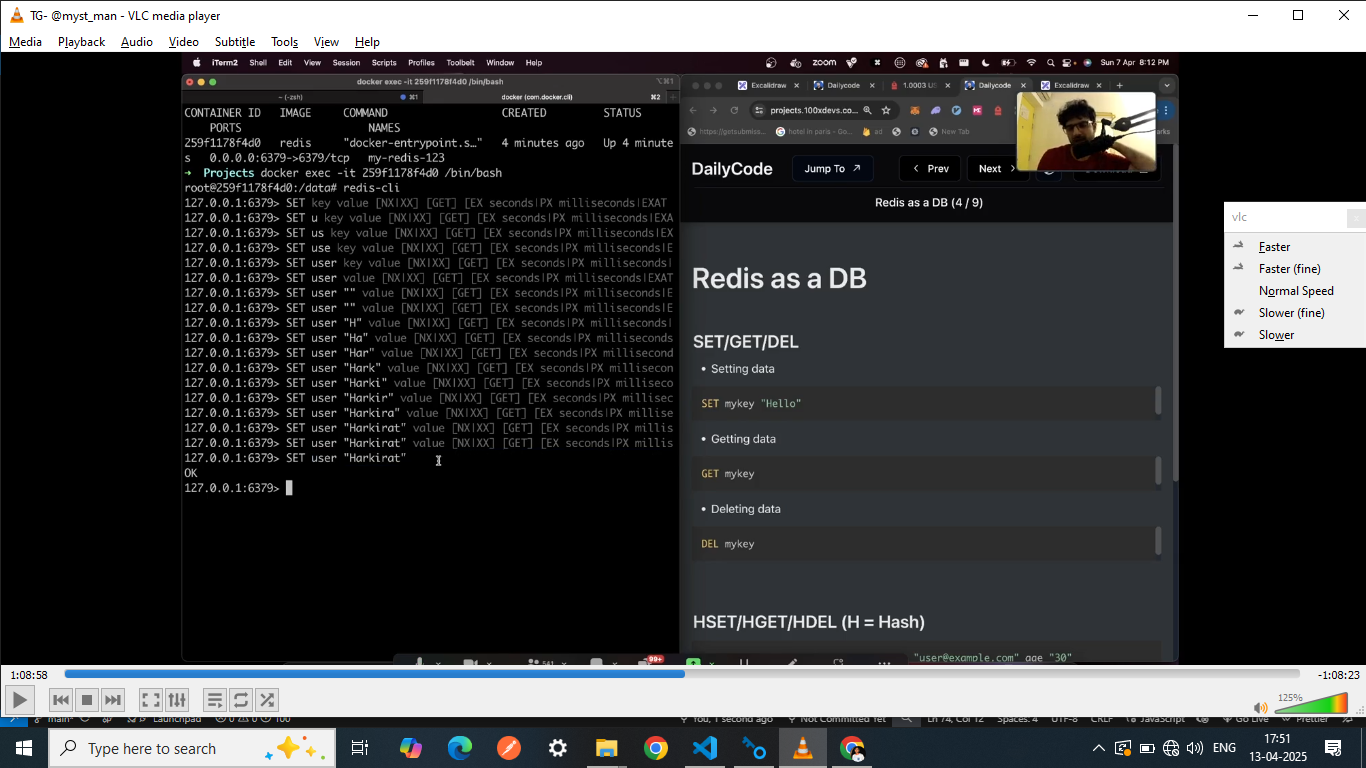 TG- @myst_man - VLC media player
Media Playback Audio Video Subtitle Tools View Help
iTerm2 Shell Edit View Session Scripts Profiles Toolbelt Window Help
zoom
Sun 7 Apr 8:12 PM
docker exec -it 259f1178f4d0 /bin/bash
⌥⌘1
~ (-zsh) ⌘1 docker (com.docker.cli) ⌘2
CONTAINER ID IMAGE COMMAND CREATED STATUS
PORTS NAMES
259f1178f4d0 redis "docker-entrypoint.s…" 4 minutes ago Up 4 minute
s 0.0.0.0:6379->6379/tcp my-redis-123
➜ Projects docker exec -it 259f1178f4d0 /bin/bash
root@259f1178f4d0:/data# redis-cli
127.0.0.1:6379> SET key value [NX|XX] [GET] [EX seconds|PX milliseconds|EXAT
127.0.0.1:6379> SET u key value [NX|XX] [GET] [EX seconds|PX milliseconds|EXA
127.0.0.1:6379> SET us key value [NX|XX] [GET] [EX seconds|PX milliseconds|EX
127.0.0.1:6379> SET use key value [NX|XX] [GET] [EX seconds|PX milliseconds|E
127.0.0.1:6379> SET user key value [NX|XX] [GET] [EX seconds|PX milliseconds|
127.0.0.1:6379> SET user value [NX|XX] [GET] [EX seconds|PX milliseconds|EXAT
127.0.0.1:6379> SET user "" value [NX|XX] [GET] [EX seconds|PX milliseconds|E
127.0.0.1:6379> SET user "" value [NX|XX] [GET] [EX seconds|PX milliseconds|E
127.0.0.1:6379> SET user "H" value [NX|XX] [GET] [EX seconds|PX milliseconds|
127.0.0.1:6379> SET user "Ha" value [NX|XX] [GET] [EX seconds|PX milliseconds
127.0.0.1:6379> SET user "Har" value [NX|XX] [GET] [EX seconds|PX millisecond
127.0.0.1:6379> SET user "Hark" value [NX|XX] [GET] [EX seconds|PX millisecon
127.0.0.1:6379> SET user "Harki" value [NX|XX] [GET] [EX seconds|PX milliseco
127.0.0.1:6379> SET user "Harkir" value [NX|XX] [GET] [EX seconds|PX millisec
127.0.0.1:6379> SET user "Harkira" value [NX|XX] [GET] [EX seconds|PX millise
127.0.0.1:6379> SET user "Harkirat" value [NX|XX] [GET] [EX seconds|PX millis
127.0.0.1:6379> SET user "Harkirat" value [NX|XX] [GET] [EX seconds|PX millis
127.0.0.1:6379> SET user "Harkirat"
OK
127.0.0.1:6379>
Excalidraw Dailycode 1.0003 US Dailycode Excalidraw
projects.100xdevs.co...
https://getsubmiss... hotel in paris - Go... ad New Tab
DailyCode Jump To Prev Next
Redis as a DB (4 / 9)
Redis as a DB
SET/GET/DEL
• Setting data
SET mykey "Hello"
• Getting data
GET mykey
• Deleting data
DEL mykey
HSET/HGET/HDEL (H = Hash)
"user@example.com" age "30"
541
99+
vlc
Faster
Faster (fine)
Normal Speed
Slower (fine)
Slower
1:08:58
-1:08:23
125%
main* Launchpad 0 0 100 You, 1 second ago Not Committed Yet Ln 74, Col 12 Spaces: 4 UTF-8 CRLF JavaScript Go Live Prettier
Type here to search
ENG
17:51
13-04-2025